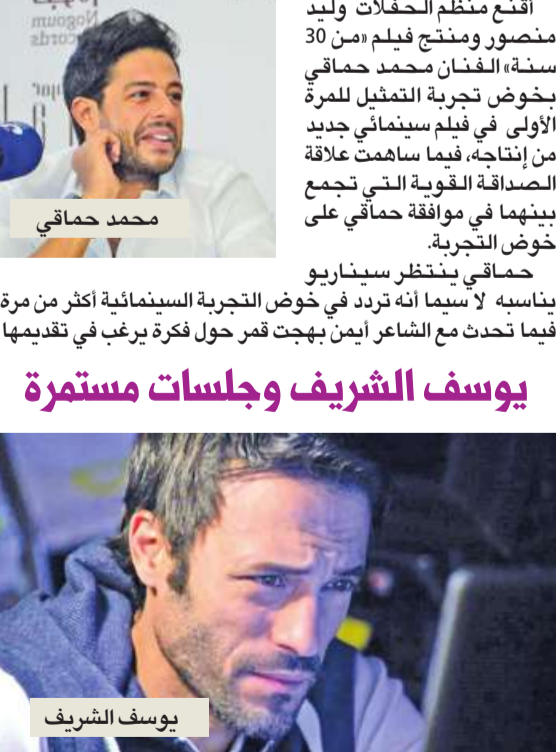 أقنع منظم الحفلات وليد
منصور ومنتج فيلم «من 30
سنة» الفنان محمد حماقي
بخوض تجربة التمثيل للمرة
الأولى في فيلم سينمائي جديد
من إنتاجه، فيما ساهمت علاقة
الصداقة القوية التي تجمع
بينهما في موافقة حماقي على
خوض التجربة.
حماقي ينتظر سيناريو
يناسبه لا سيما أنه تردد في خوض التجربة السينمائية أكثر من مرة
فيما تحدث مع الشاعر أيمن بهجت قمر حول فكرة يرغب في تقديمها
محمد حماقي
يوسف الشريف وجلسات مستمرة
يوسف الشريف